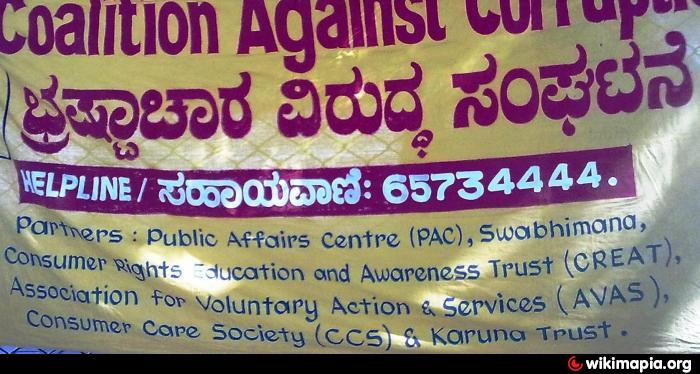 Coalition Against Corrupti
ಭ್ರಷ್ಟಾಚಾರ ವಿರುದ್ಧ ಸಂಘಟನೆ
HELPLINE / ಸಹಾಯವಾಣಿ: 65734444.
Partners : Public Affairs Centre (PAC), Swabhimana,
Consumer Rights Education and Awareness Trust (CREAT),
Association for Voluntary Action & Services (AVAS),
Consumer Care Society (CCS) & Karuna Trust.
wikimapia.org